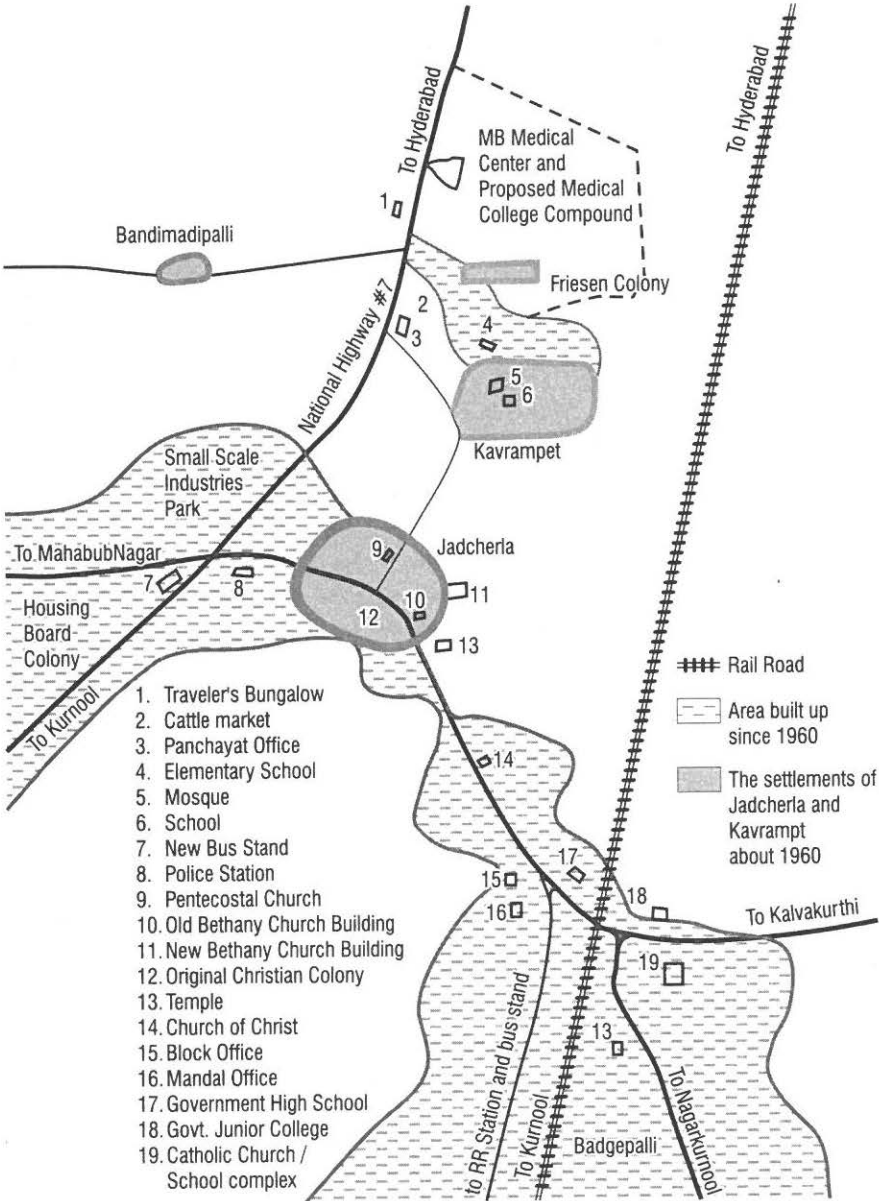 To Hyderabad
To Hyderabad
MB Medical
Center and
Proposed Medical
College Compound
1
Bandimadipalli
Friesen Colony
National Highway #7
2
3
4
5
6
Kavrampet
Small Scale
Industries
Park
To MahabubNagar
9
Jadcherla
7
8
10
11
12
13
Housing
Board
Colony
To Kurnool
Rail Road
Area built up
since 1960
The settlements of
Jadcherla and
Kavrampt
about 1960
1. Traveler's Bungalow
2. Cattle market
3. Panchayat Office
4. Elementary School
5. Mosque
6. School
7. New Bus Stand
8. Police Station
9. Pentecostal Church
10. Old Bethany Church Building
11. New Bethany Church Building
12. Original Christian Colony
13. Temple
14. Church of Christ
15. Block Office
16. Mandal Office
17. Government High School
18. Govt. Junior College
19. Catholic Church /
School complex
14
17
15
16
18
To Kalvakurthi
19
13
to RR Station and bus stand
To Kurnool
Badgepalli
To Nagarkurnool